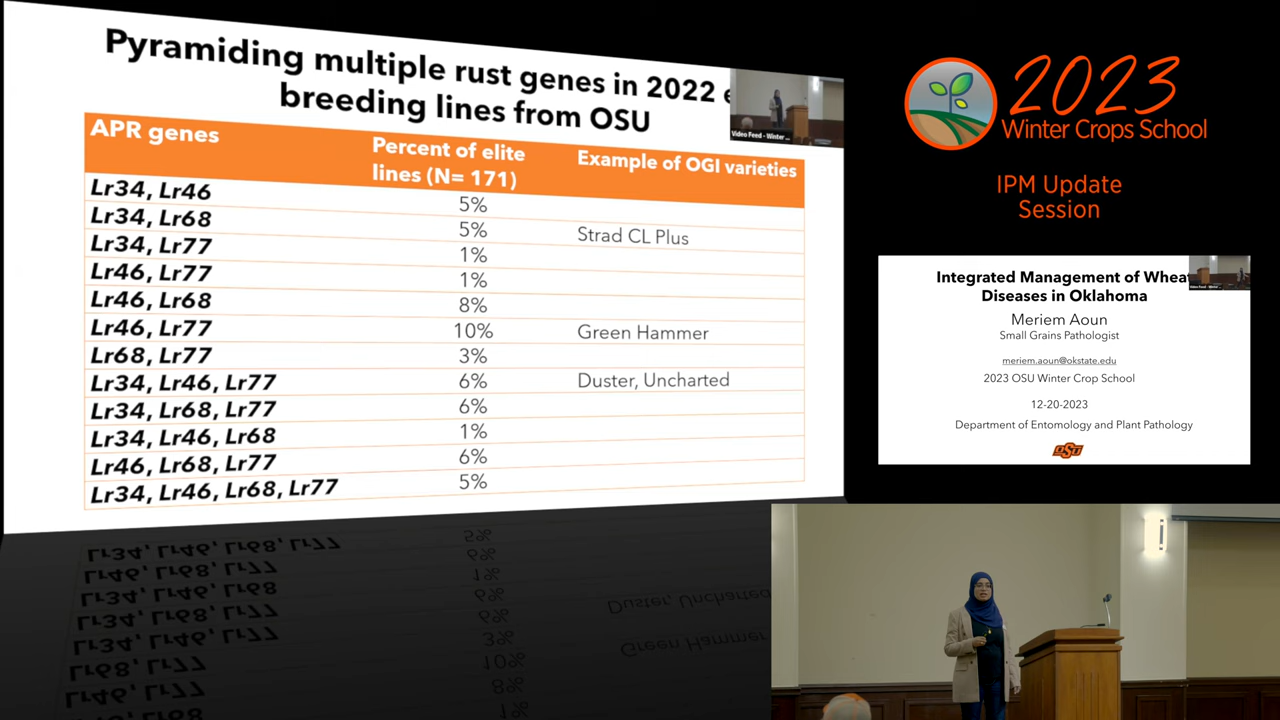 Pyramiding multiple rust genes in 2022
breeding lines from OSU
APR genes Percent of elite lines (N= 171) Example of OGI varieties
Lr34, Lr46 5%
Lr34, Lr68 5% Strad CL Plus
Lr34, Lr77 1%
Lr46, Lr77 1%
Lr46, Lr68 8%
Lr46, Lr77 10% Green Hammer
Lr68, Lr77 3%
Lr34, Lr46, Lr77 6% Duster, Uncharted
Lr34, Lr68, Lr77 6%
Lr34, Lr46, Lr68 1%
Lr46, Lr68, Lr77 6%
Lr34, Lr46, Lr68, Lr77 5%
Video Feed - Winter ...
2023
Winter Crops School
IPM Update
Session
Integrated Management of Wheat
Diseases in Oklahoma
Meriem Aoun
Small Grains Pathologist
meriem.aoun@okstate.edu
2023 OSU Winter Crop School
12-20-2023
Department of Entomology and Plant Pathology
OSU